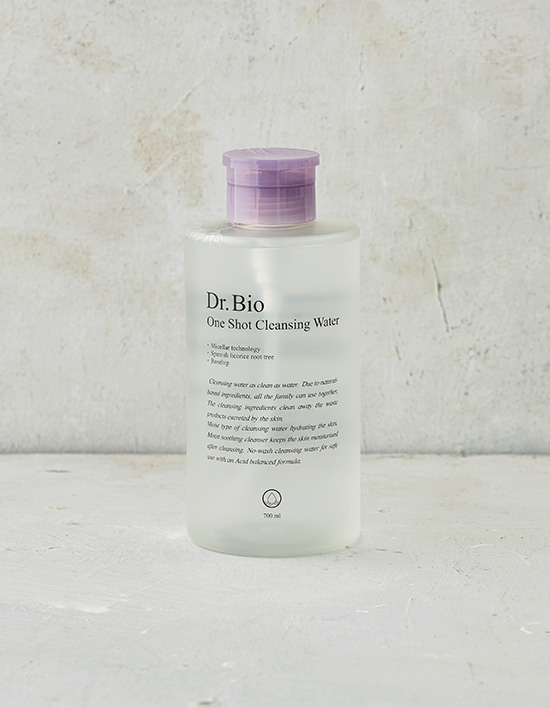 Dr. Bio
One Shot Cleansing Water
· Micellar technology
· Spanish licorice root tree
· Rosehip
Cleansing water as clean as water. Due to natural-
based ingredients, all the family can use together.
The cleansing ingredients clean away the waste
products excreted by the skin.
Moist type of cleansing water hydrating the skin.
Moist soothing cleanser keeps the skin moisturized
after cleansing. No-wash cleansing water for safe
use with an Acid balanced formula.
700 ml